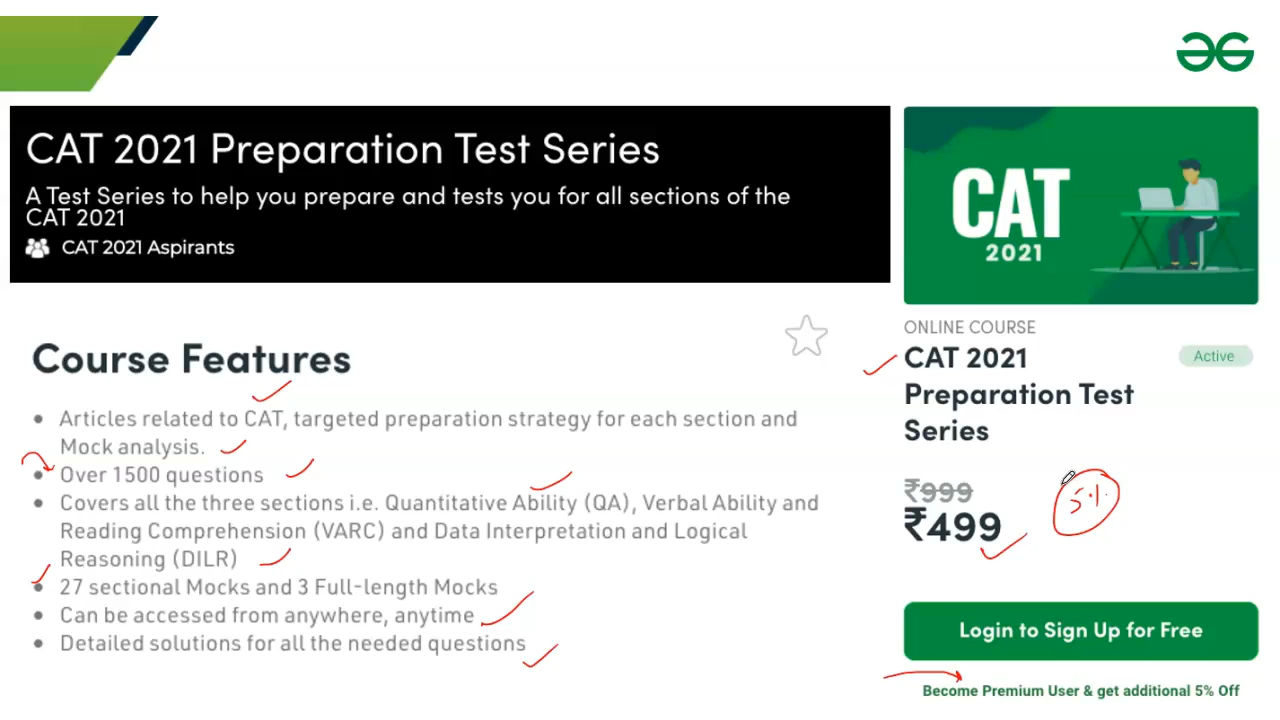 CAT 2021 Preparation Test Series
A Test Series to help you prepare and tests you for all sections of the
CAT 2021
CAT 2021 Aspirants
Course Features
• Articles related to CAT, targeted preparation strategy for each section and
Mock analysis.
• Over 1500 questions
• Covers all the three sections i.e. Quantitative Ability (QA), Verbal Ability and
Reading Comprehension (VARC) and Data Interpretation and Logical
Reasoning (DILR)
• 27 sectional Mocks and 3 Full-length Mocks
• Can be accessed from anywhere, anytime
• Detailed solutions for all the needed questions
CAT
2021
ONLINE COURSE
CAT 2021
Preparation Test
Series
Active
₹999
₹499
5%
Login to Sign Up for Free
Become Premium User & get additional 5% Off